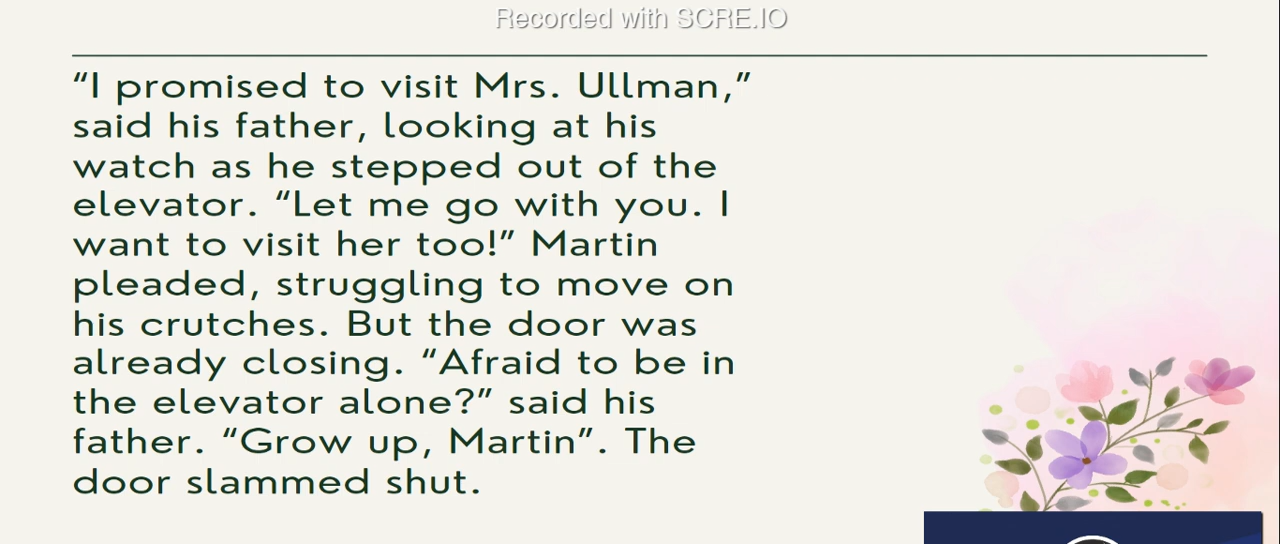 Recorded with SCRE.IO
“I promised to visit Mrs. Ullman,”
said his father, looking at his
watch as he stepped out of the
elevator. “Let me go with you. I
want to visit her too!” Martin
pleaded, struggling to move on
his crutches. But the door was
already closing. “Afraid to be in
the elevator alone?” said his
father. “Grow up, Martin”. The
door slammed shut.